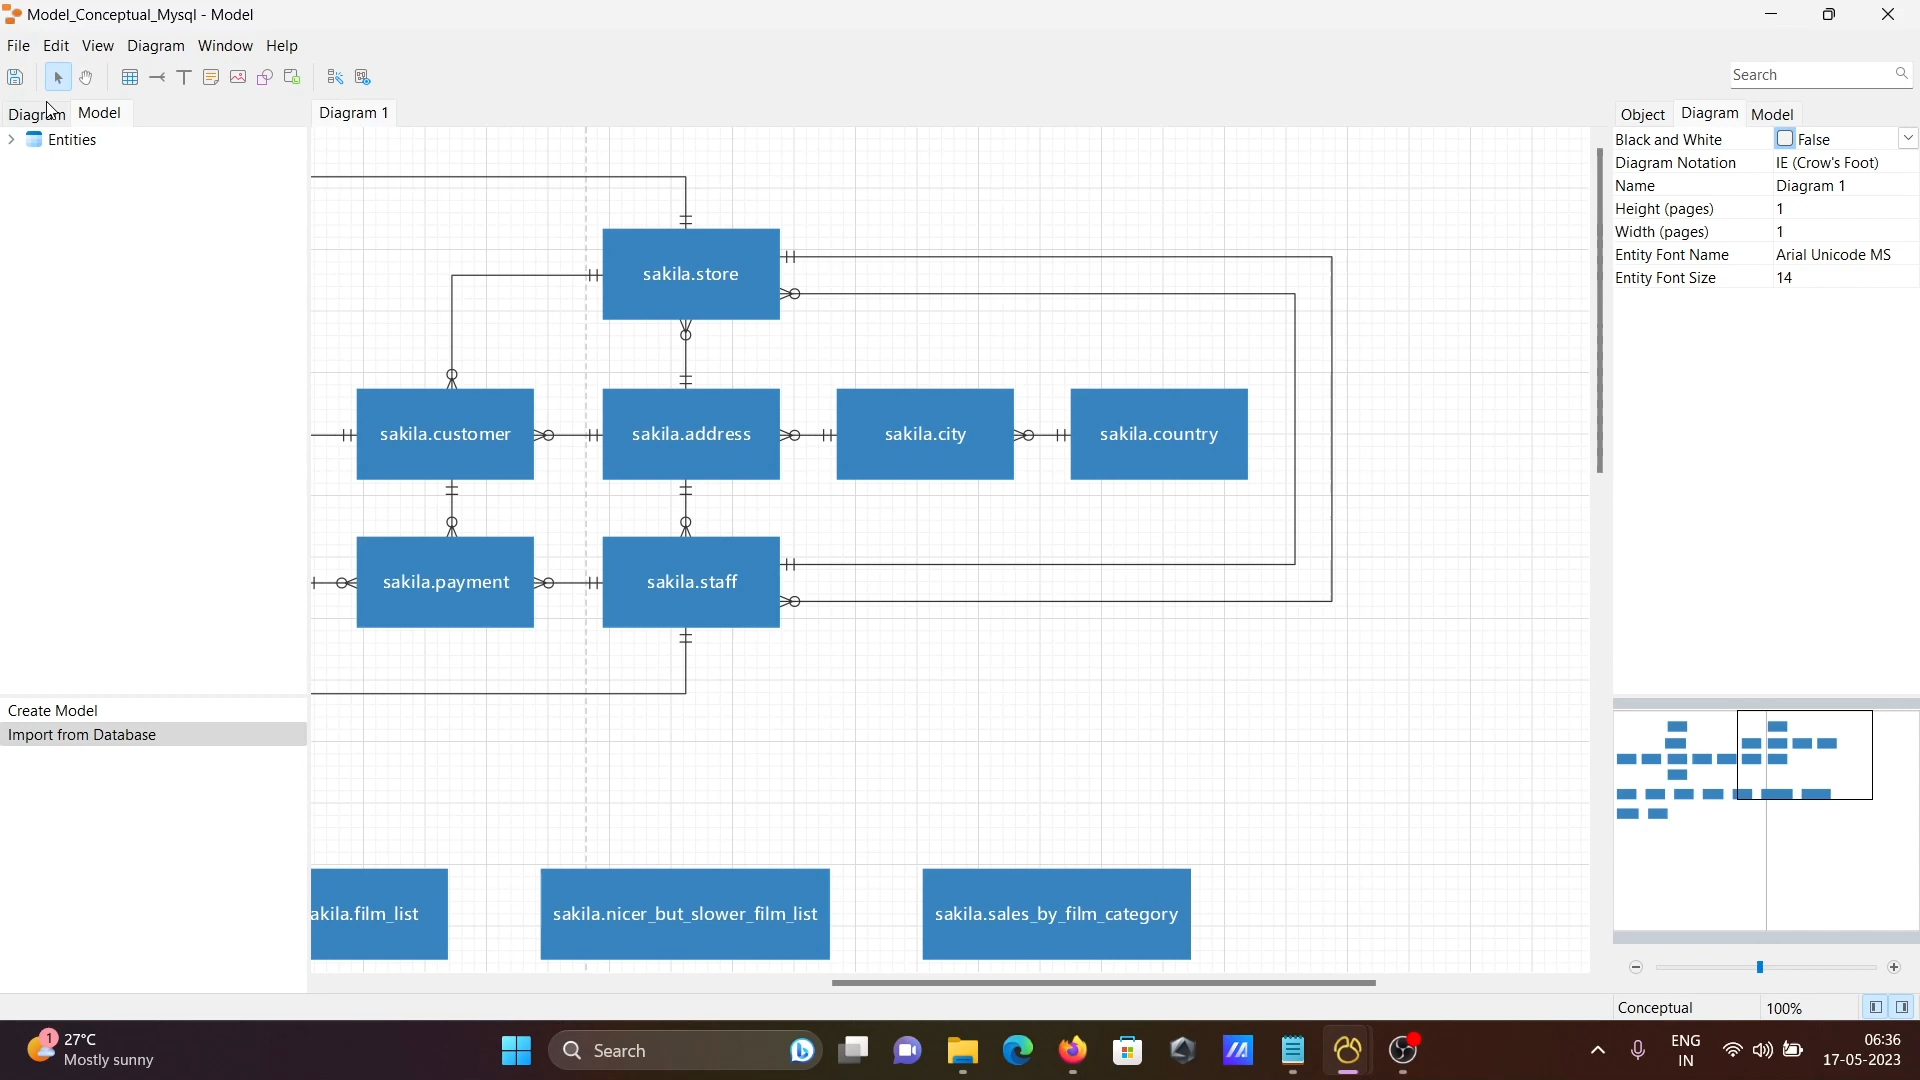 Model_Conceptual_Mysql - Model
File Edit View Diagram Window Help
Search
Diagram Model
Diagram 1
Object Diagram Model
Entities
Black and White False
Diagram Notation IE (Crow's Foot)
Name Diagram 1
Height (pages) 1
Width (pages) 1
Entity Font Name Arial Unicode MS
Entity Font Size 14
sakila.store
sakila.customer
sakila.address
sakila.city
sakila.country
sakila.payment
sakila.staff
Create Model
Import from Database
akila.film_list
sakila.nicer_but_slower_film_list
sakila.sales_by_film_category
Conceptual 100%
1
27°C
Mostly sunny
Search
ENG
IN
06:36
17-05-2023